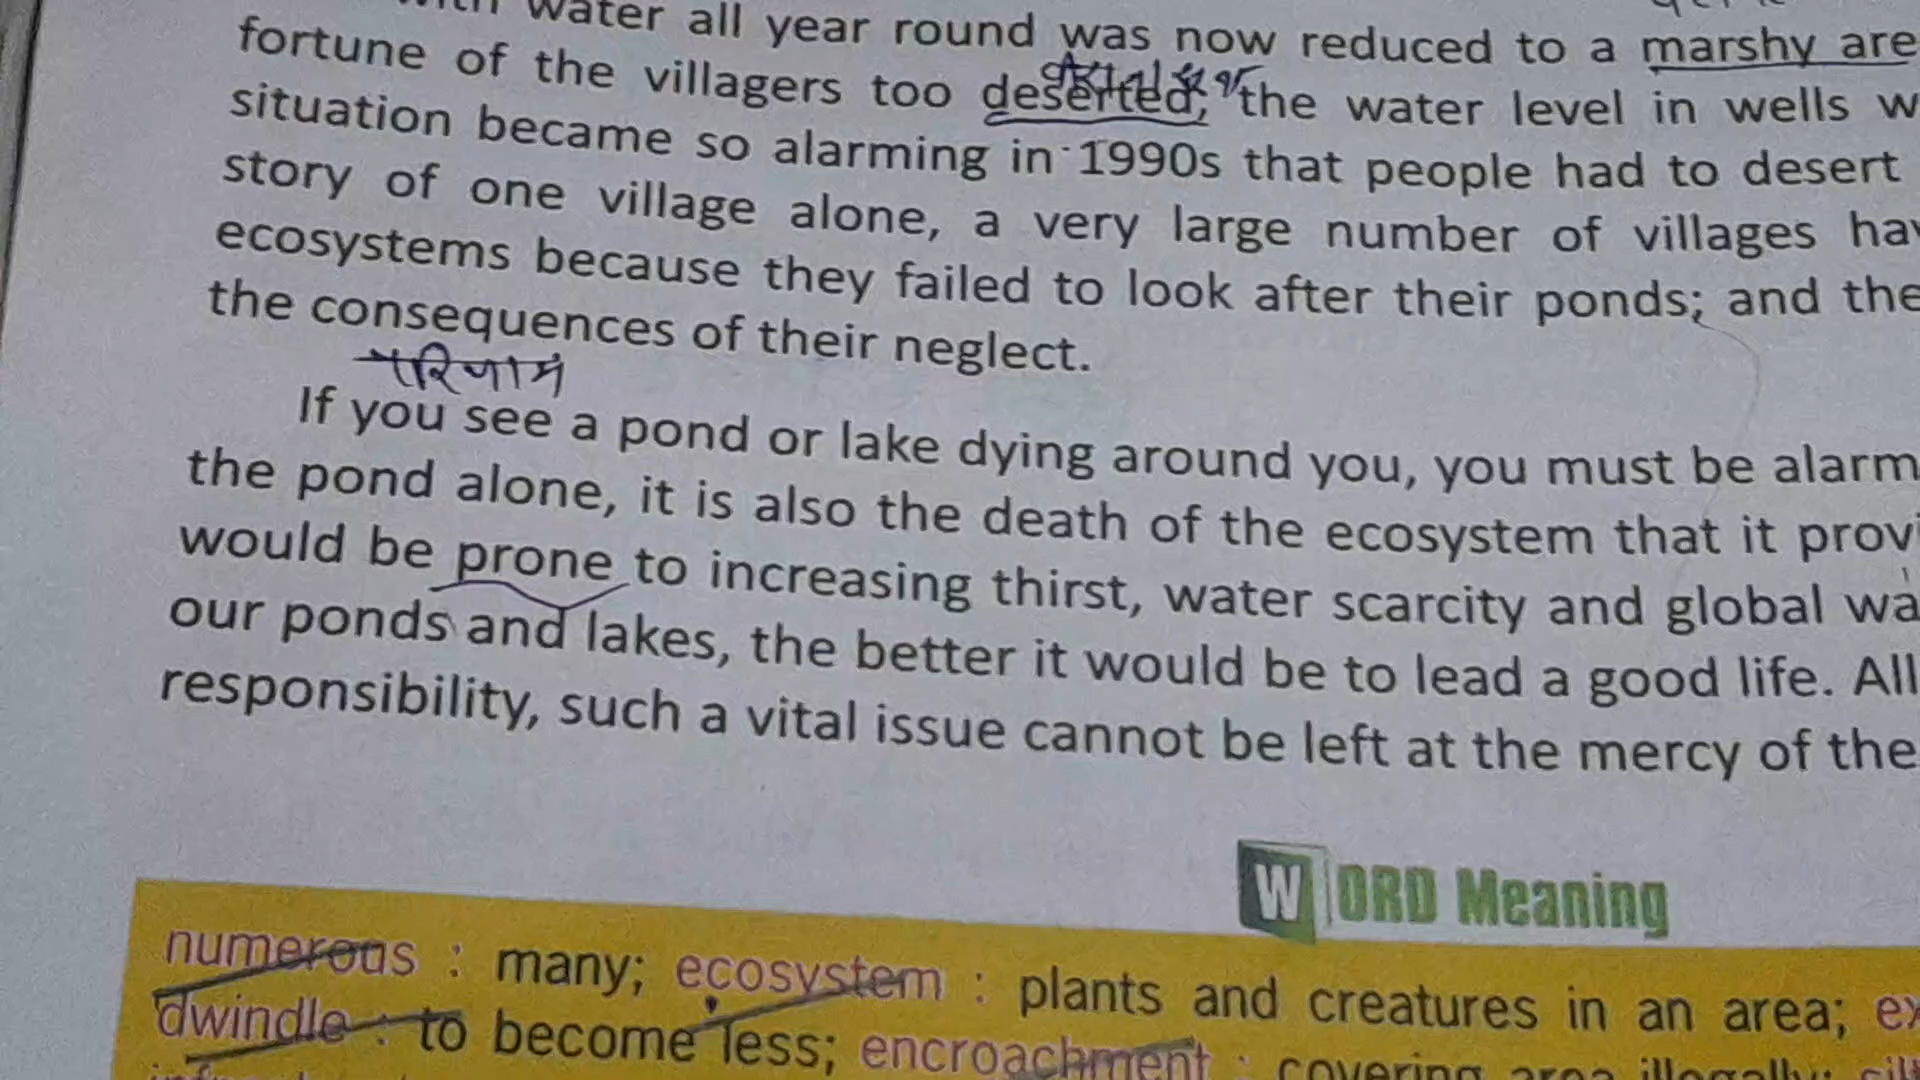 water all year round was now reduced to a marshy are
fortune of the villagers too deserted, the water level in wells w
situation became so alarming in 1990s that people had to desert
story of one village alone, a very large number of villages hav
ecosystems because they failed to look after their ponds; and the
the consequences of their neglect.
परिणाम
If you see a pond or lake dying around you, you must be alarm
the pond alone, it is also the death of the ecosystem that it provi
would be prone to increasing thirst, water scarcity and global wa
our ponds and lakes, the better it would be to lead a good life. All
responsibility, such a vital issue cannot be left at the mercy of the
WORD Meaning
numerous : many; ecosystem : plants and creatures in an area; ex
dwindle : to become less; encroachment : covering area illegally; silt